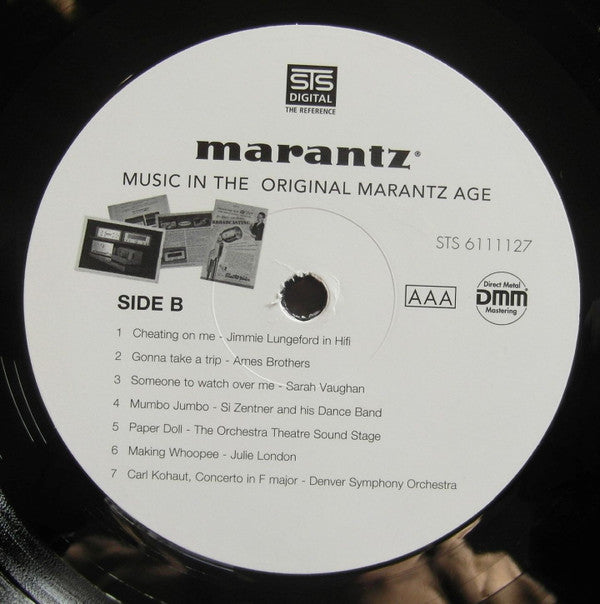 STS
DIGITAL
THE REFERENCE
marantz®
MUSIC IN THE ORIGINAL MARANTZ AGE
BROADCASTING
STS 6111127
SIDE B
AAA
Direct Metal
DMM
Mastering
1 Cheating on me - Jimmie Lungeford in Hifi
2 Gonna take a trip - Ames Brothers
3 Someone to watch over me - Sarah Vaughan
4 Mumbo Jumbo - Si Zentner and his Dance Band
5 Paper Doll - The Orchestra Theatre Sound Stage
6 Making Whoopee - Julie London
7 Carl Kohaut, Concerto in F major - Denver Symphony Orchestra